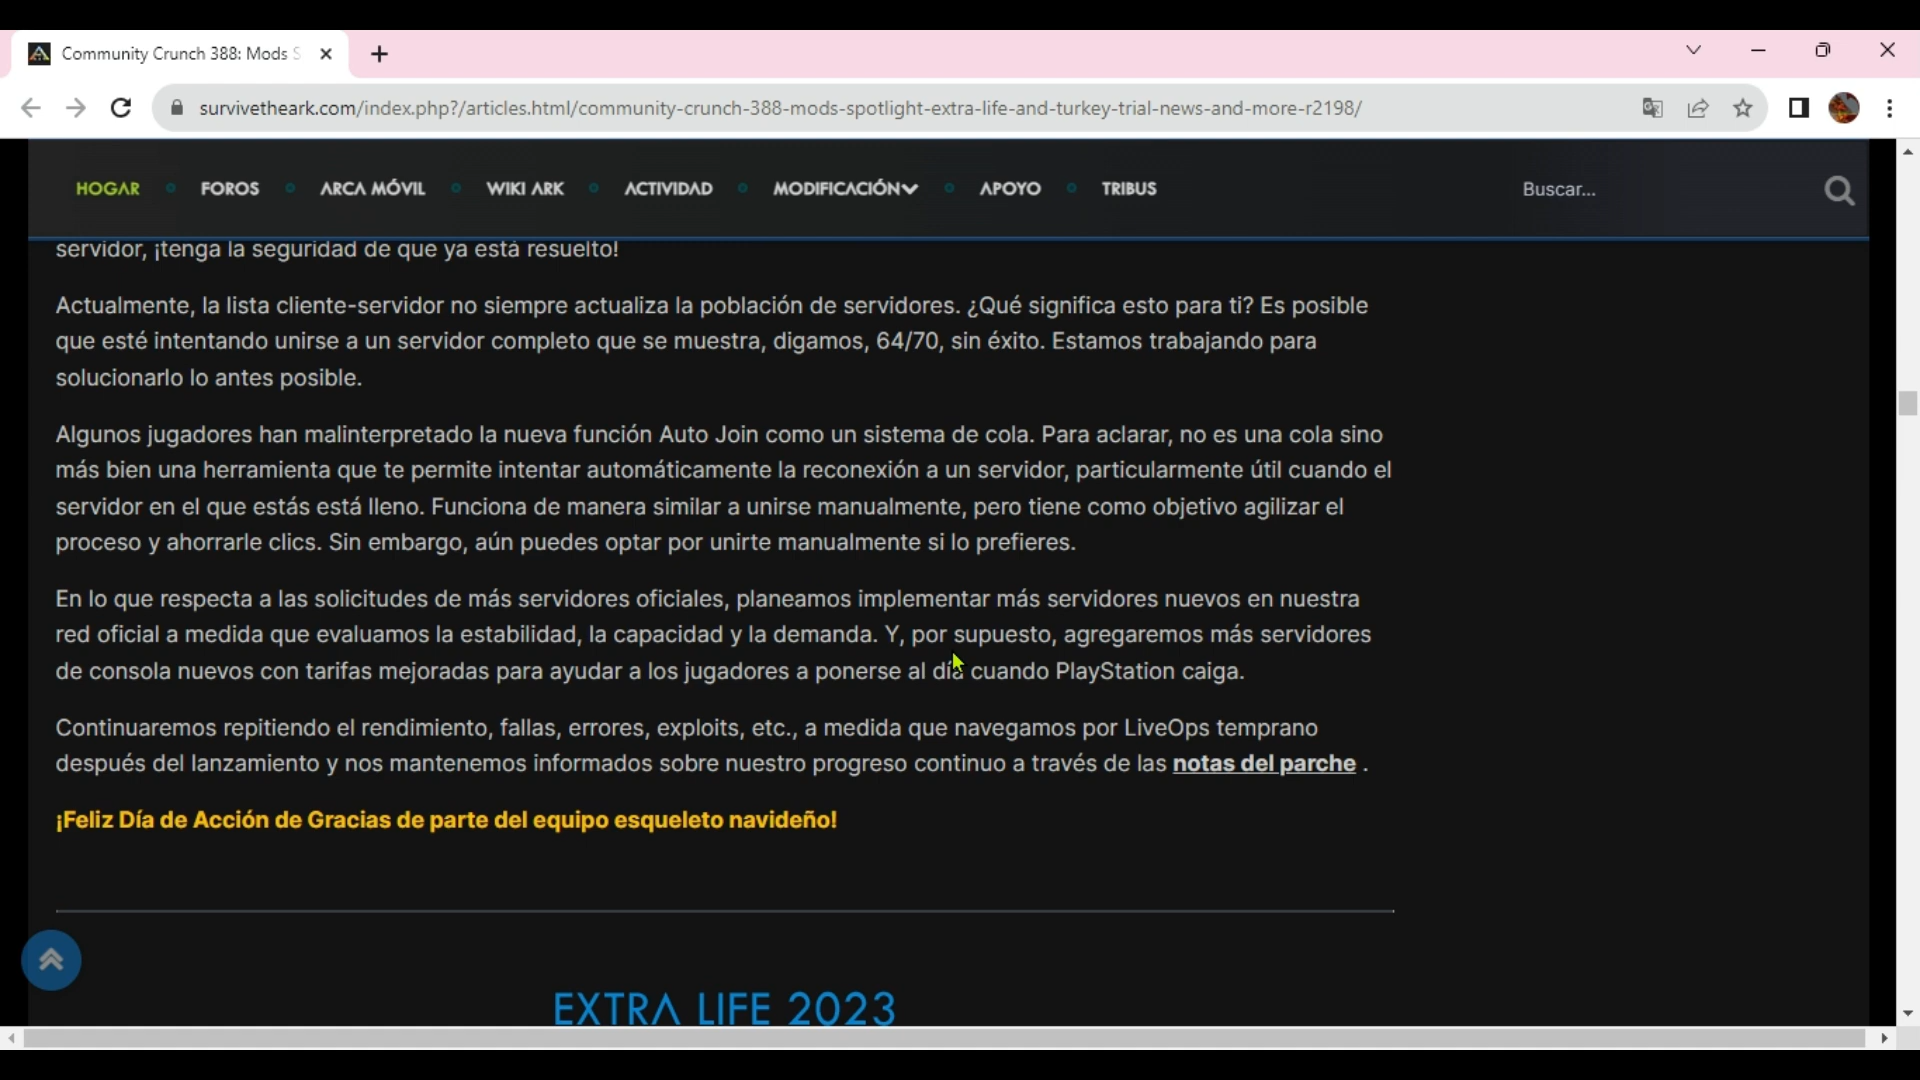 Community Crunch 388: Mods S
survivetheark.com/index.php?/articles.html/community-crunch-388-mods-spotlight-extra-life-and-turkey-trial-news-and-more-r2198/
HOGAR FOROS ARCA MÓVIL WIKI ARK ACTIVIDAD MODIFICACIÓN APOYO TRIBUS Buscar...
servidor, ¡tenga la seguridad de que ya está resuelto!
Actualmente, la lista cliente-servidor no siempre actualiza la población de servidores. ¿Qué significa esto para ti? Es posible
que esté intentando unirse a un servidor completo que se muestra, digamos, 64/70, sin éxito. Estamos trabajando para
solucionarlo lo antes posible.
Algunos jugadores han malinterpretado la nueva función Auto Join como un sistema de cola. Para aclarar, no es una cola sino
más bien una herramienta que te permite intentar automáticamente la reconexión a un servidor, particularmente útil cuando el
servidor en el que estás está lleno. Funciona de manera similar a unirse manualmente, pero tiene como objetivo agilizar el
proceso y ahorrarle clics. Sin embargo, aún puedes optar por unirte manualmente si lo prefieres.
En lo que respecta a las solicitudes de más servidores oficiales, planeamos implementar más servidores nuevos en nuestra
red oficial a medida que evaluamos la estabilidad, la capacidad y la demanda. Y, por supuesto, agregaremos más servidores
de consola nuevos con tarifas mejoradas para ayudar a los jugadores a ponerse al día cuando PlayStation caiga.
Continuaremos repitiendo el rendimiento, fallas, errores, exploits, etc., a medida que navegamos por LiveOps temprano
después del lanzamiento y nos mantenemos informados sobre nuestro progreso continuo a través de las notas del parche .
¡Feliz Día de Acción de Gracias de parte del equipo esqueleto navideño!
EXTRA LIFE 2023